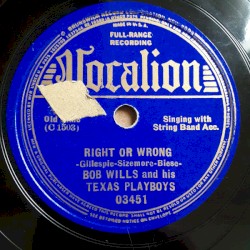 FULL-RANGE
RECORDING
Vocalion
Old
(C 1503)
Singing with
String Band Acc.
RIGHT OR WRONG
-Gillespie-Sizemore-Biese-
BOB WILLS and his
TEXAS PLAYBOYS
03451